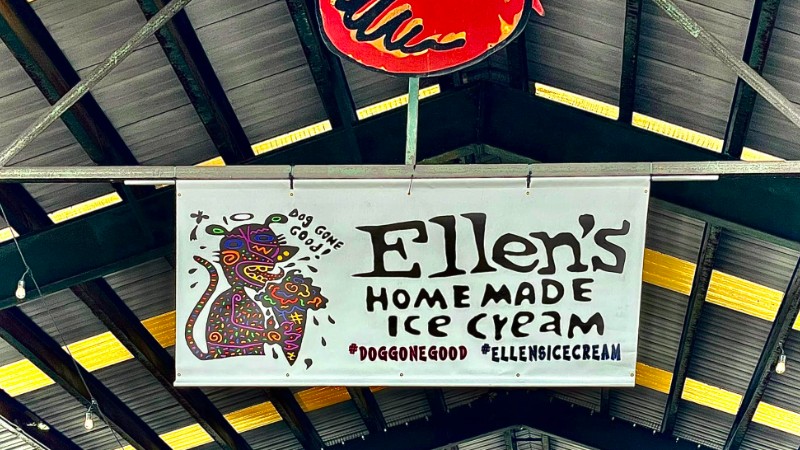 DOG GONE
GOOD!
Ellen's
HOMEMADE
ice cream
#DOGGONEGOOD #ELLENSICECREAM